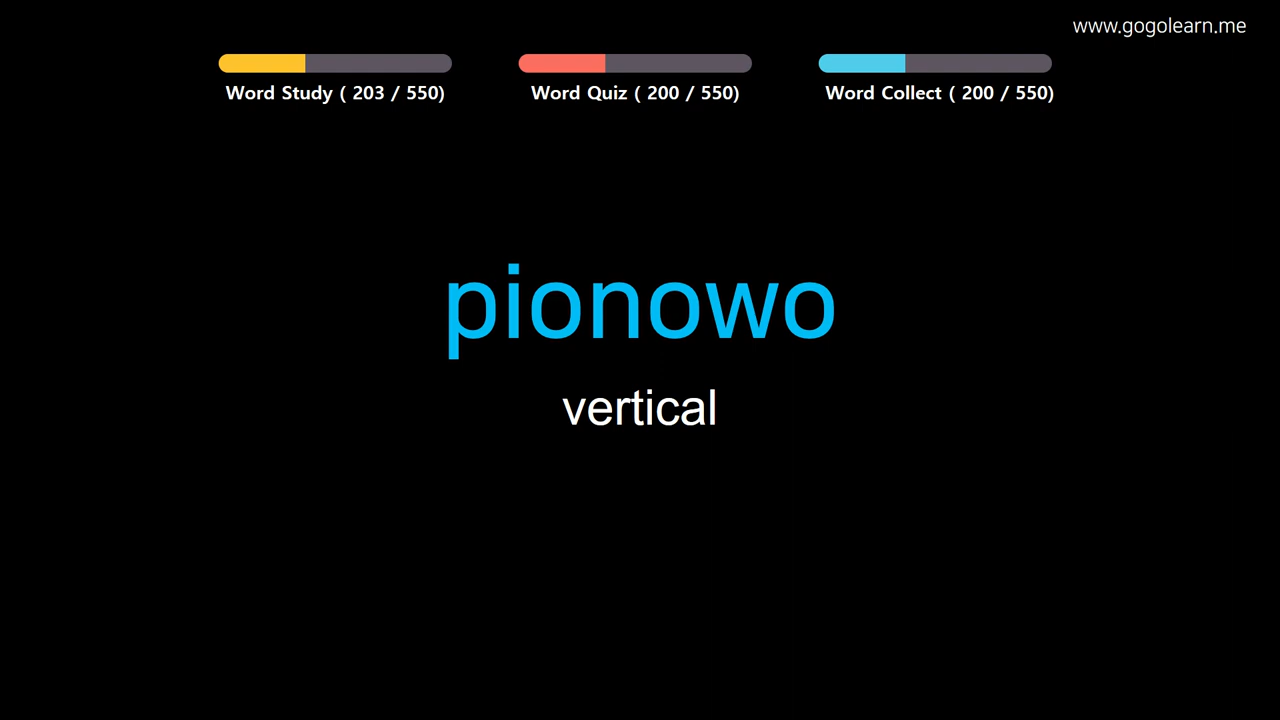 www.gogolearn.me
Word Study ( 203 / 550)
Word Quiz ( 200 / 550)
Word Collect ( 200 / 550)
pionowo
vertical